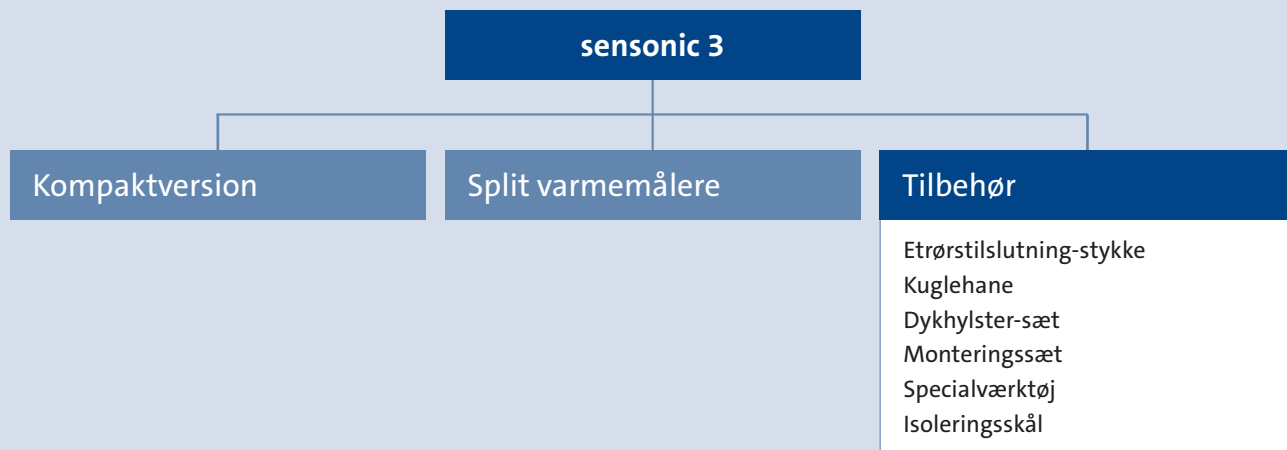 sensonic 3
Kompaktversion
Split varmemålere
Tilbehør
Etrørstilslutning-stykke
Kuglehane
Dykhylster-sæt
Monteringssæt
Specialværktøj
Isoleringsskål